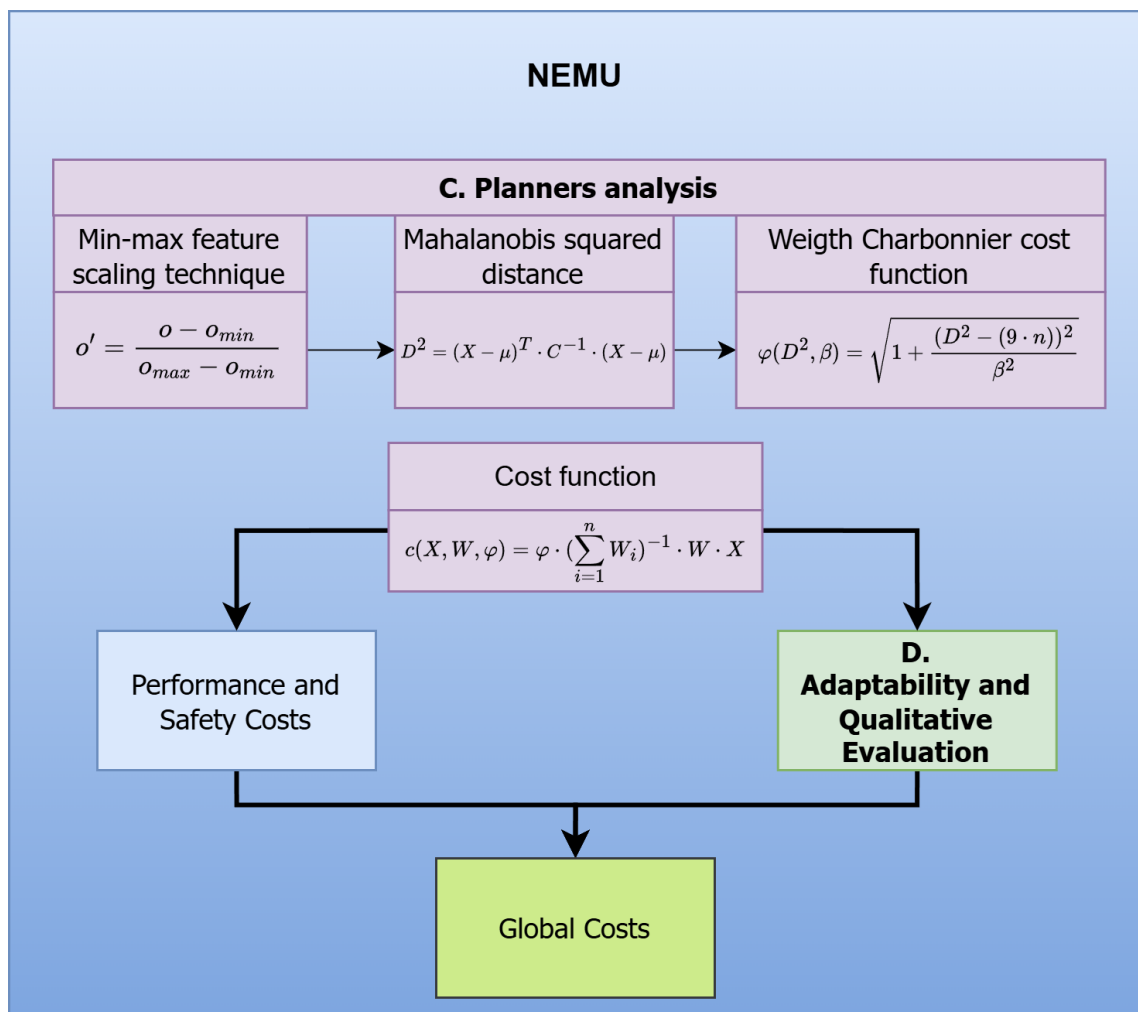 NEMU
C. Planners analysis
Min-max feature
scaling technique
Mahalanobis squared
distance
Weigth Charbonnier cost
function
o′ = (o − o_min) / (o_max − o_min)
D² = (X − μ)ᵀ · C⁻¹ · (X − μ)
φ(D², β) = √(1 + (D² − (9 · n))² / β²)
Cost function
c(X, W, φ) = φ · (∑ⁿᵢ₌₁ Wᵢ)⁻¹ · W · X
Performance and
Safety Costs
D.
Adaptability and
Qualitative
Evaluation
Global Costs